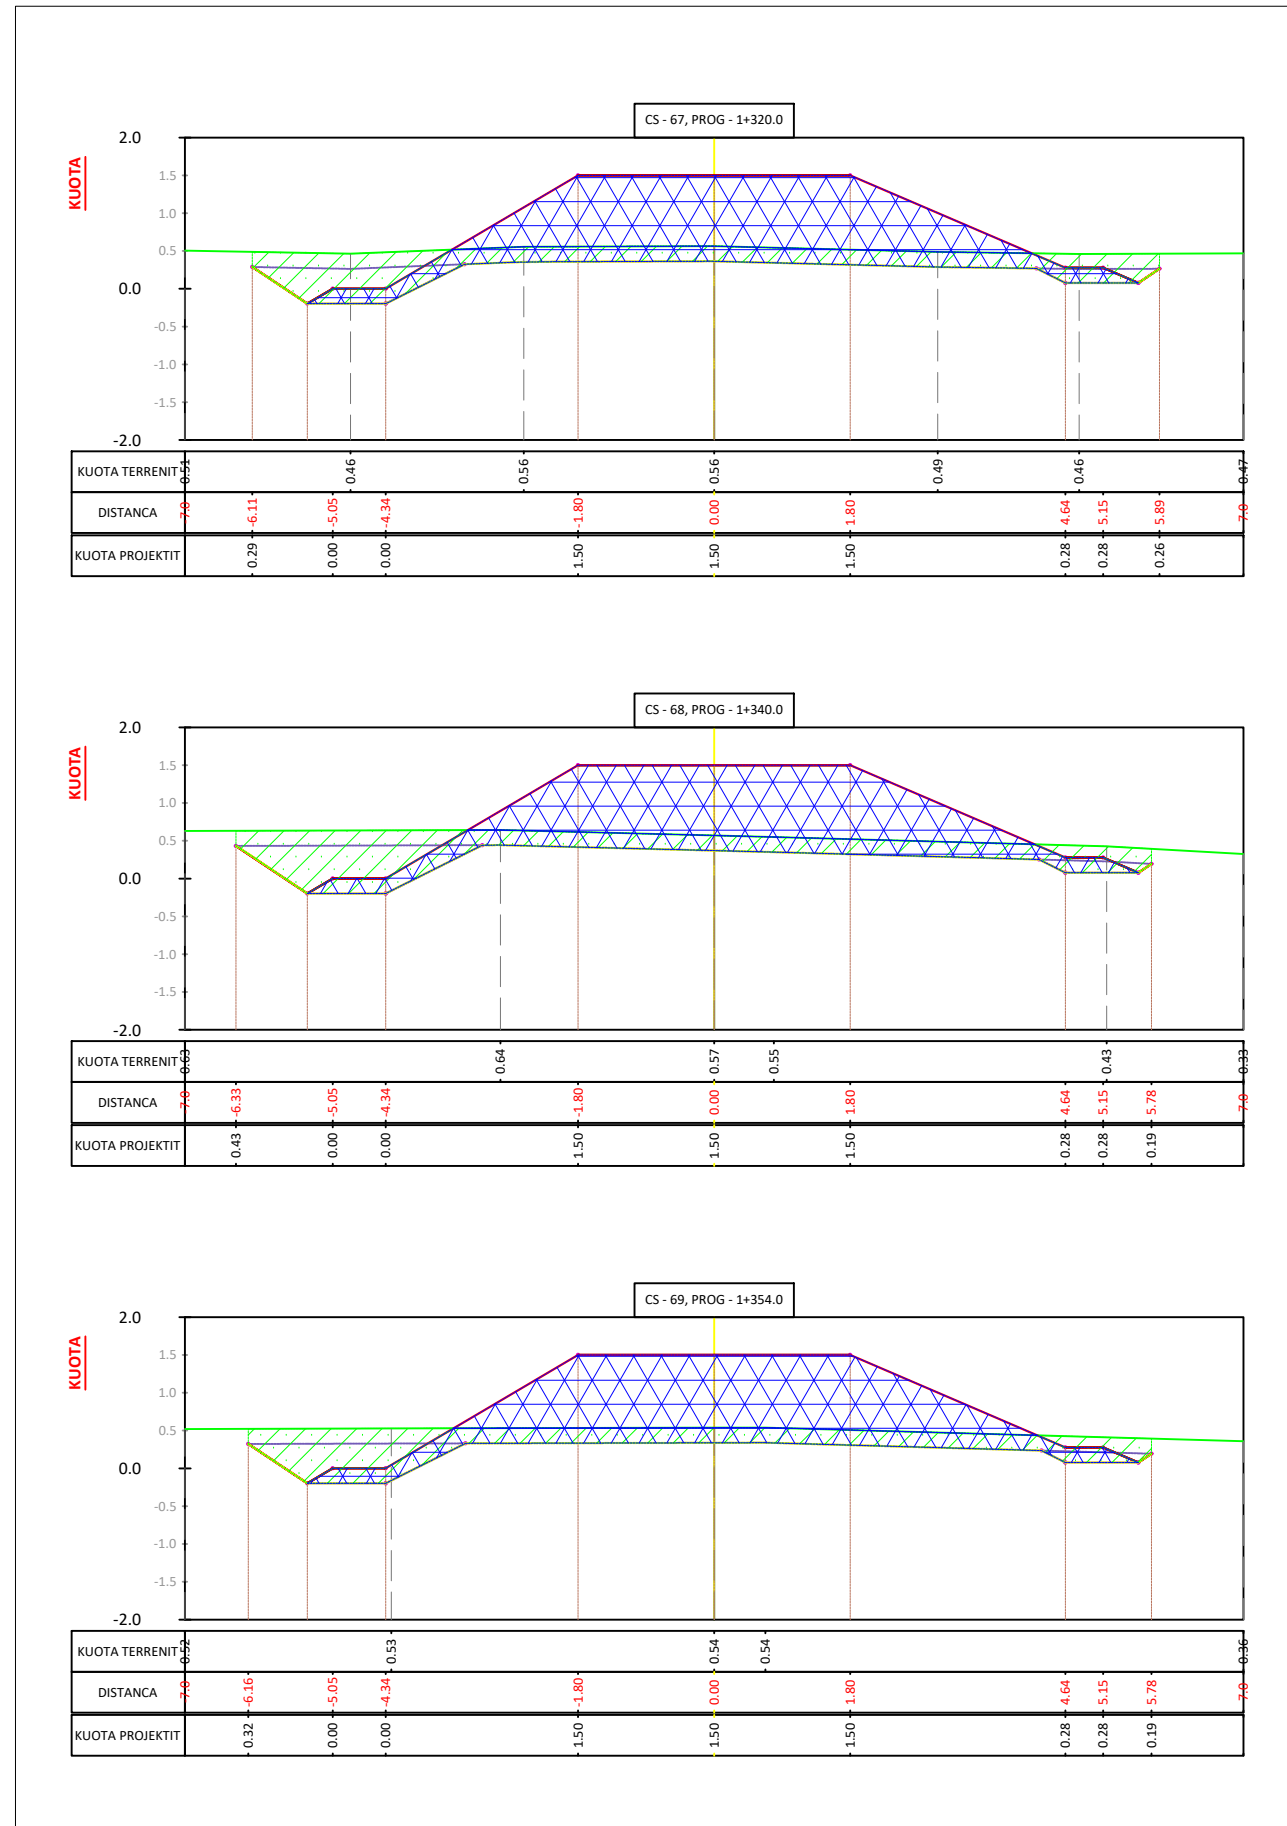 CS - 67, PROG - 1+320.0
KUOTA
2.0
1.5
1.0
0.5
0.0
-0.5
-1.0
-1.5
-2.0
KUOTA TERRENIT 0.51 0.46 0.56 0.56 0.49 0.46 0.47
DISTANCA -7.0 -6.11 -5.05 -4.34 -1.80 0.00 1.80 4.64 5.15 5.89 7.0
KUOTA PROJEKTIT 0.29 0.00 0.00 1.50 1.50 1.50 0.28 0.28 0.26
CS - 68, PROG - 1+340.0
KUOTA
2.0
1.5
1.0
0.5
0.0
-0.5
-1.0
-1.5
-2.0
KUOTA TERRENIT 0.63 0.64 0.57 0.55 0.43 0.33
DISTANCA -7.0 -6.33 -5.05 -4.34 -1.80 0.00 1.80 4.64 5.15 5.78 7.0
KUOTA PROJEKTIT 0.43 0.00 0.00 1.50 1.50 1.50 0.28 0.28 0.19
CS - 69, PROG - 1+354.0
KUOTA
2.0
1.5
1.0
0.5
0.0
-0.5
-1.0
-1.5
-2.0
KUOTA TERRENIT 0.52 0.53 0.54 0.54 0.36
DISTANCA -7.0 -6.16 -5.05 -4.34 -1.80 0.00 1.80 4.64 5.15 5.78 7.0
KUOTA PROJEKTIT 0.32 0.00 0.00 1.50 1.50 1.50 0.28 0.28 0.19